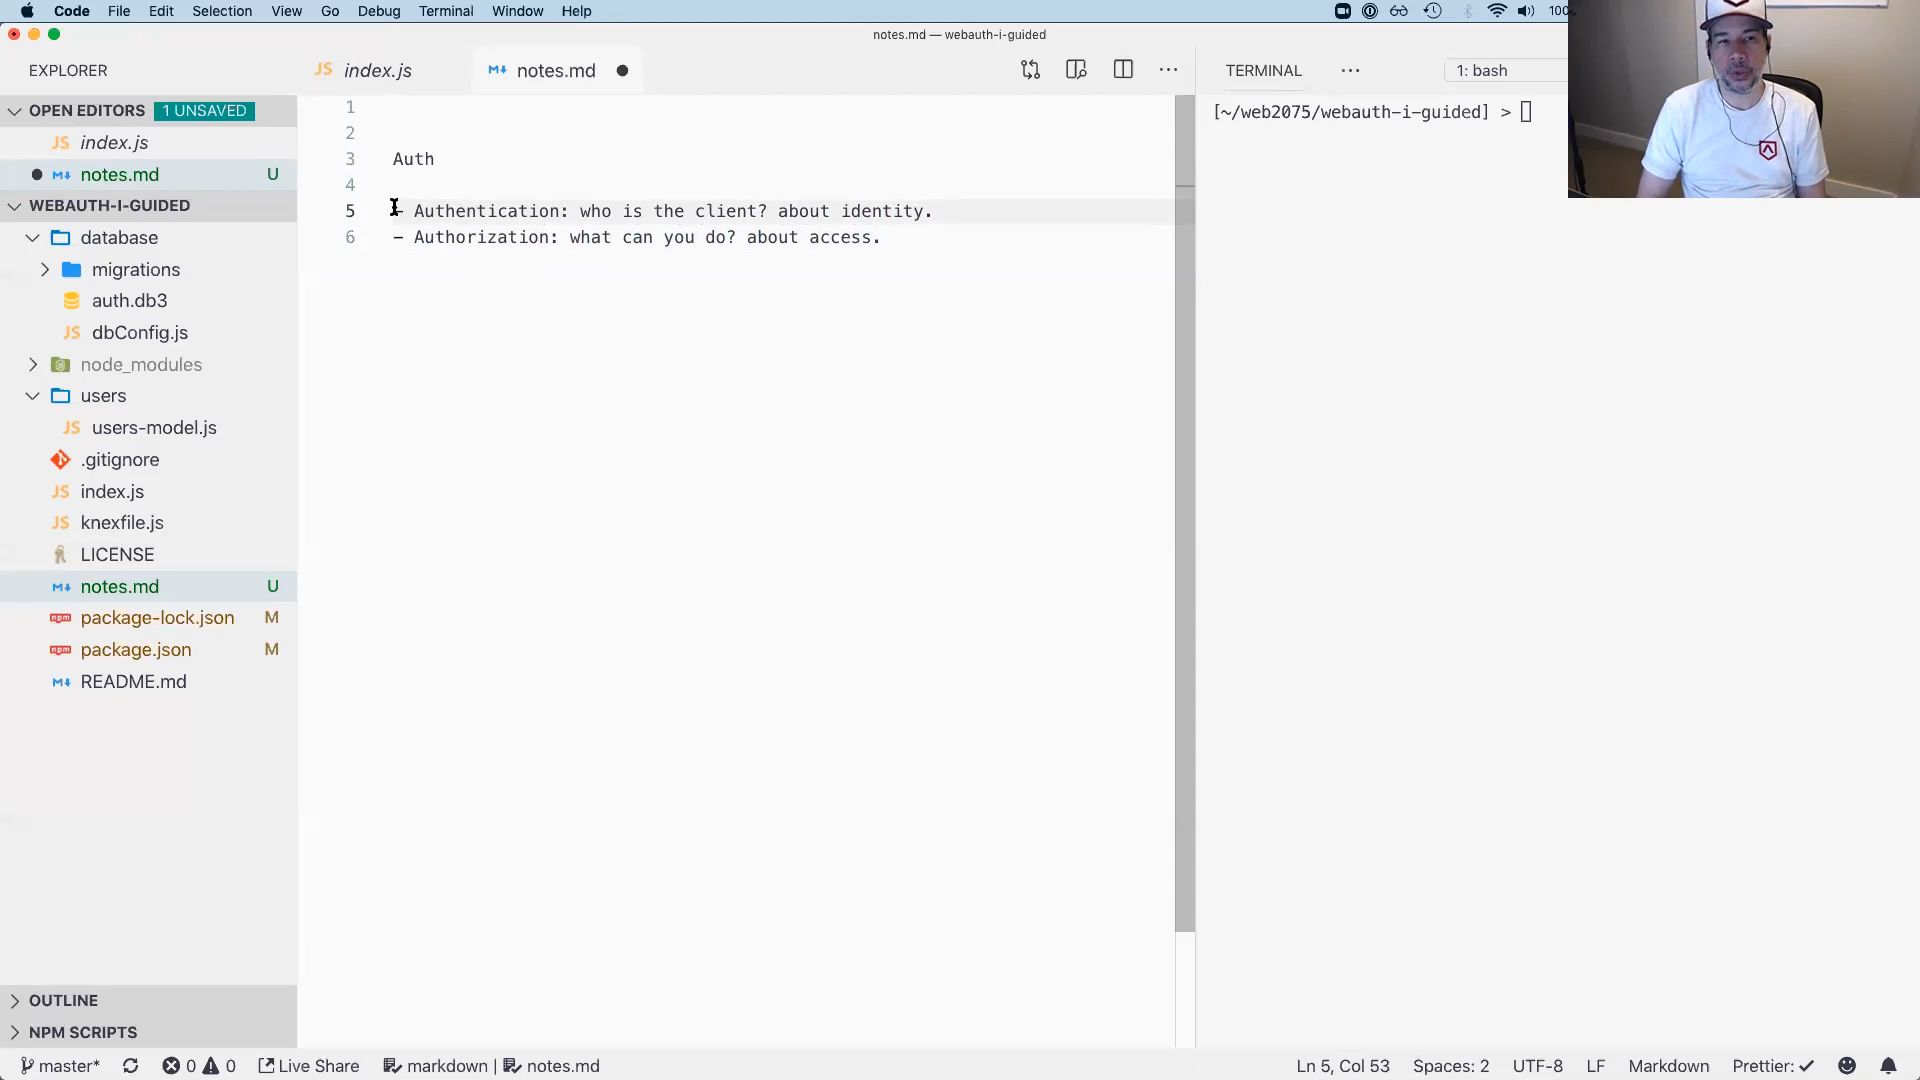 Code File Edit Selection View Go Debug Terminal Window Help
notes.md — webauth-i-guided
EXPLORER
index.js
notes.md
TERMINAL
1: bash
OPEN EDITORS 1 UNSAVED
index.js
notes.md U
WEBAUTH-I-GUIDED
database
migrations
auth.db3
dbConfig.js
node_modules
users
users-model.js
.gitignore
index.js
knexfile.js
LICENSE
notes.md U
package-lock.json M
package.json M
README.md
OUTLINE
NPM SCRIPTS
1
2
3 Auth
4
5 - Authentication: who is the client? about identity.
6 - Authorization: what can you do? about access.
[~/web2075/webauth-i-guided] >
master* 0 0 Live Share markdown | notes.md Ln 5, Col 53 Spaces: 2 UTF-8 LF Markdown Prettier: ✓